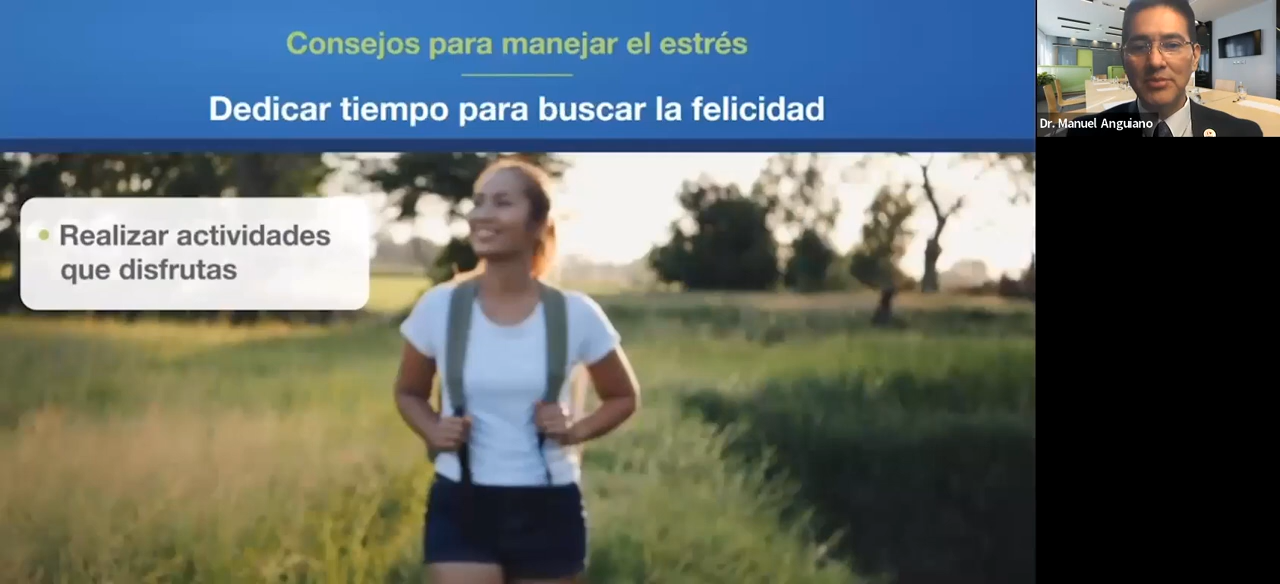 Consejos para manejar el estrés
Dedicar tiempo para buscar la felicidad
Realizar actividades
que disfrutas
Dr. Manuel Anguiano